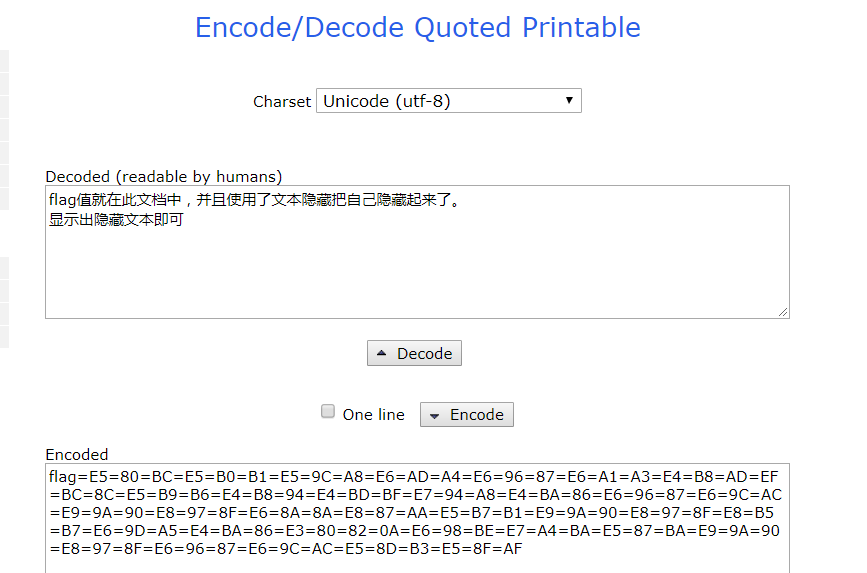 Encode/Decode Quoted Printable
Charset Unicode (utf-8)
Decoded (readable by humans)
flag值就在此文档中，并且使用了文本隐藏把自己隐藏起来了。
显示出隐藏文本即可
Decode
One line Encode
Encoded
flag=E5=80=BC=E5=B0=B1=E5=9C=A8=E6=AD=A4=E6=96=87=E6=A1=A3=E4=B8=AD=EF
=BC=8C=E5=B9=B6=E4=B8=94=E4=BD=BF=E7=94=A8=E4=BA=86=E6=96=87=E6=9C=AC
=E9=9A=90=E8=97=8F=E6=8A=8A=E8=87=AA=E5=B7=B1=E9=9A=90=E8=97=8F=E8=B5
=B7=E6=9D=A5=E4=BA=86=E3=80=82=0A=E6=98=BE=E7=A4=BA=E5=87=BA=E9=9A=90
=E8=97=8F=E6=96=87=E6=9C=AC=E5=8D=B3=E5=8F=AF